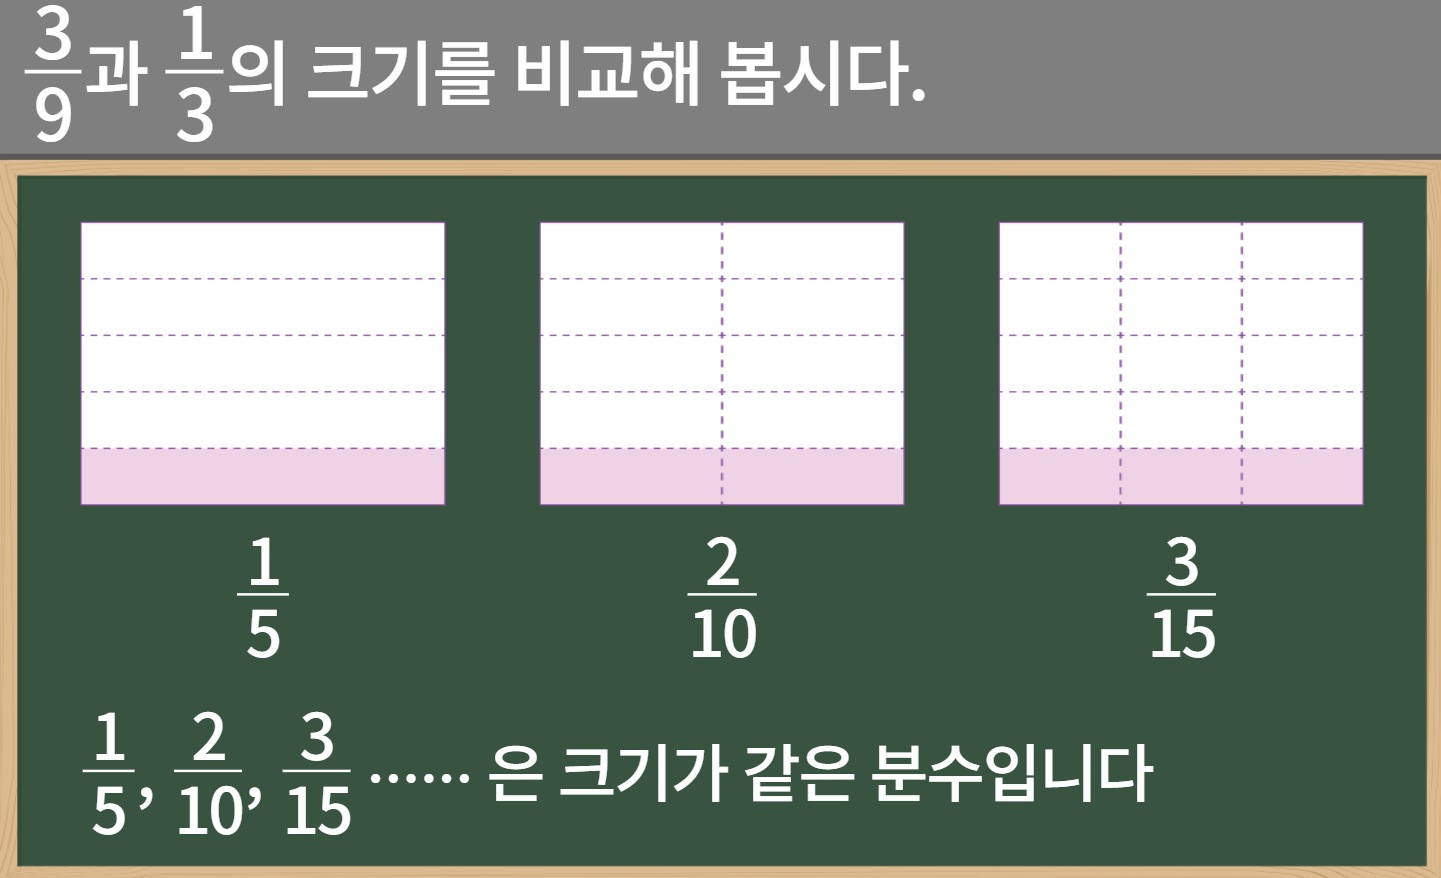 3/9과 1/3의 크기를 비교해 봅시다.
1/5 2/10 3/15
1/5, 2/10, 3/15 ······ 은 크기가 같은 분수입니다